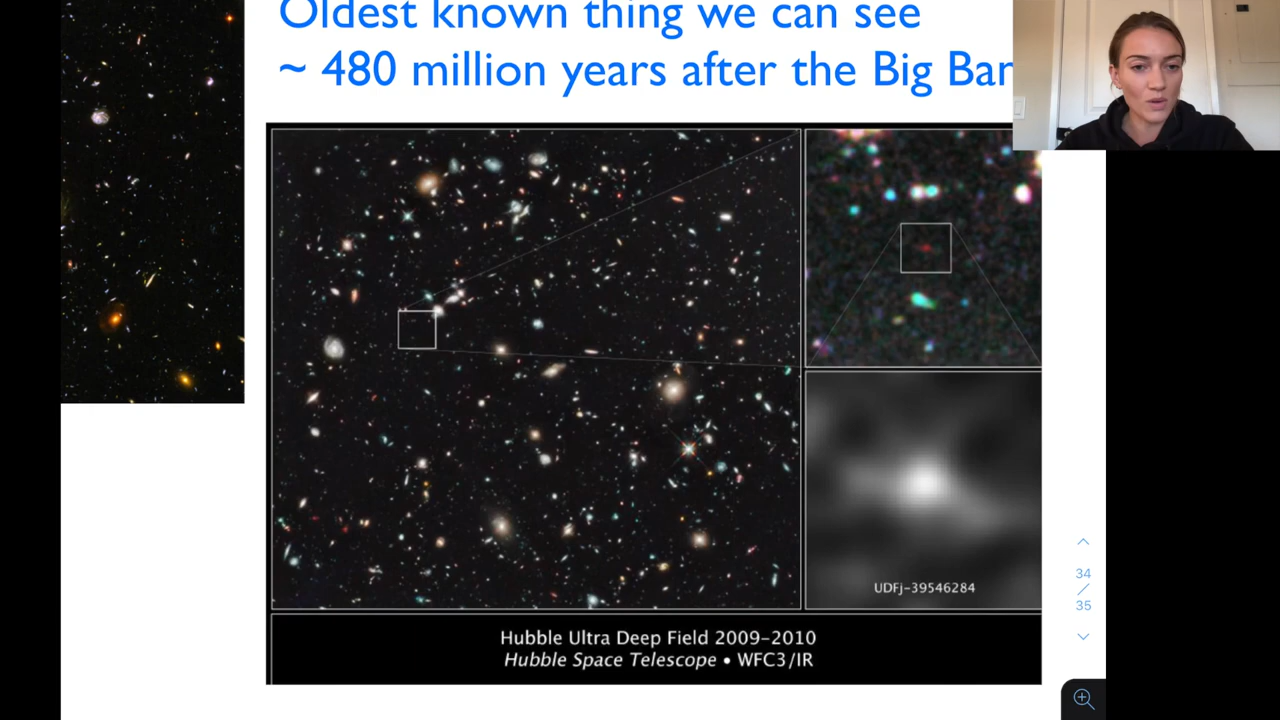 Oldest known thing we can see
~ 480 million years after the Big
UDFj-39546284
Hubble Ultra Deep Field 2009–2010
Hubble Space Telescope • WFC3/IR
34
/
35